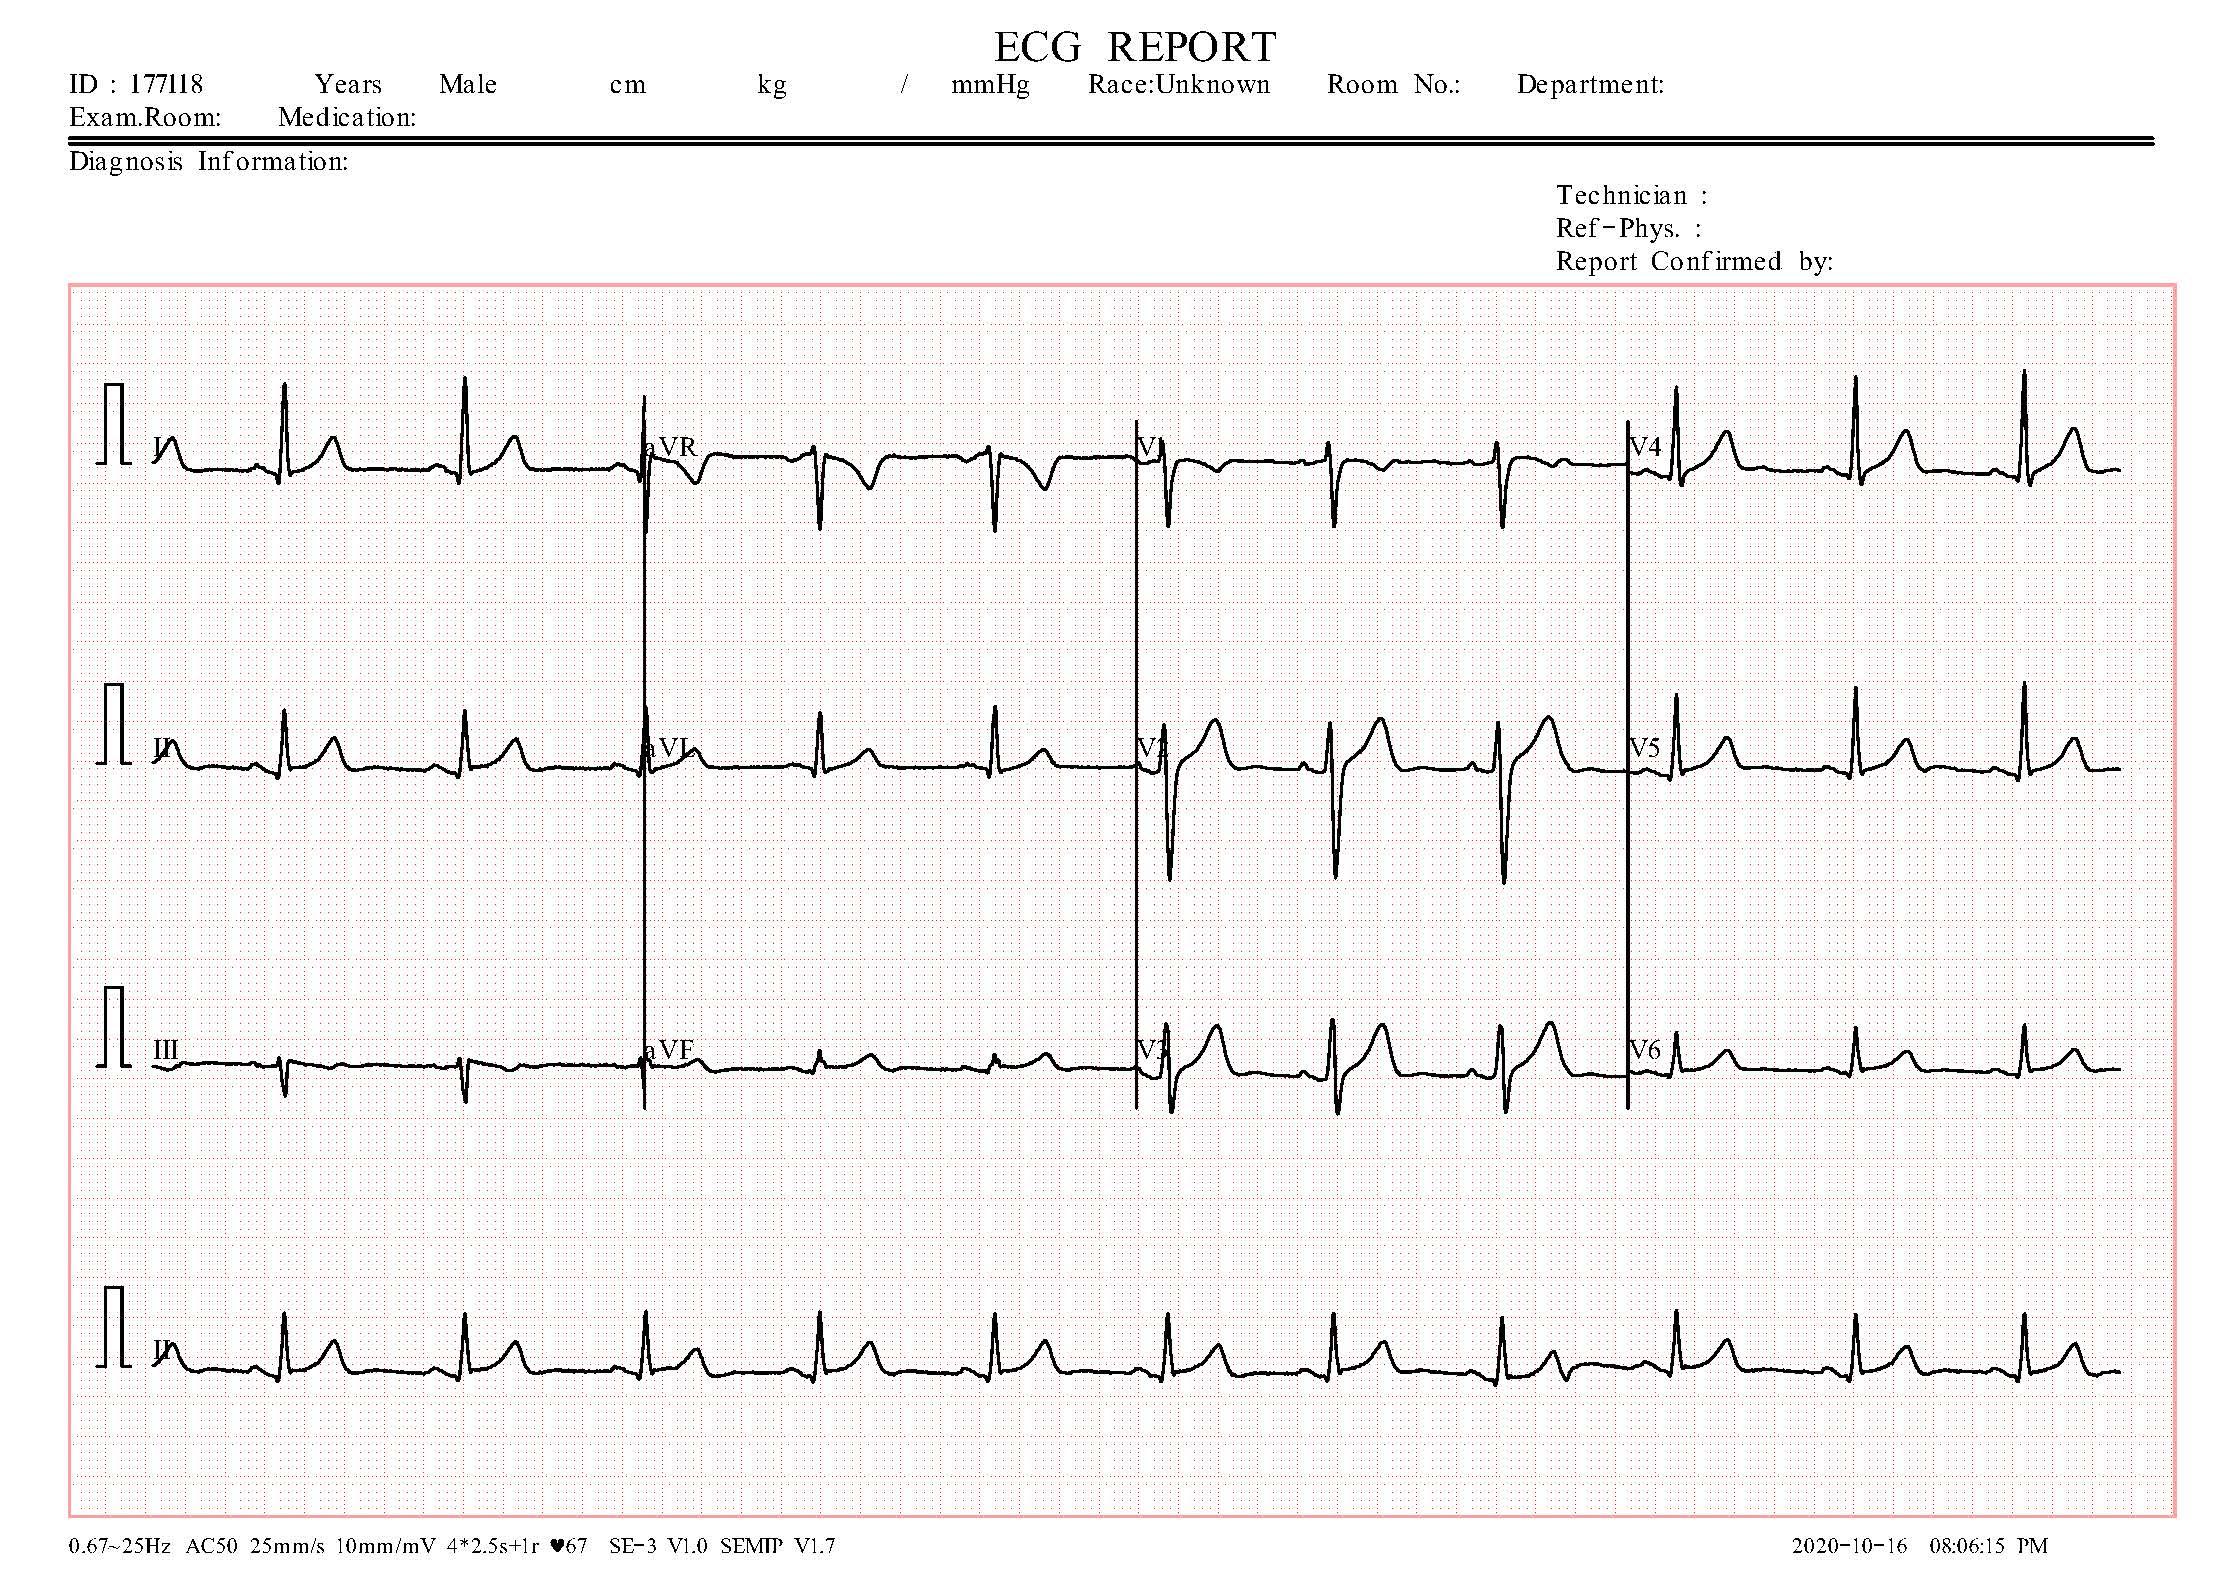 ECG REPORT
ID : 177118 Years Male cm kg / mmHg Race:Unknown Room No.: Department:
Exam.Room: Medication:
Diagnosis Information:
Technician :
Ref-Phys. :
Report Confirmed by:
I aVR V1 V4
II aVL V2 V5
III aVF V3 V6
II
0.67~25Hz AC50 25mm/s 10mm/mV 4*2.5s+1r ♥67 SE-3 V1.0 SEMIP V1.7 2020-10-16 08:06:15 PM